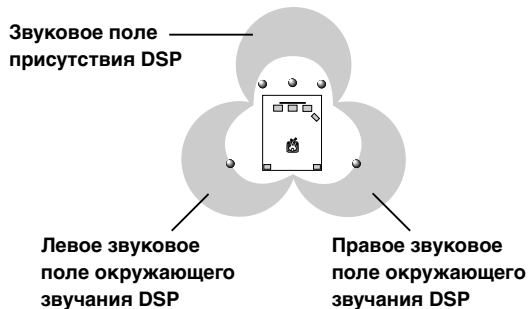 Звуковое поле
присутствия DSP
Левое звуковое
поле окружающего
звучания DSP
Правое звуковое
поле окружающего
звучания DSP